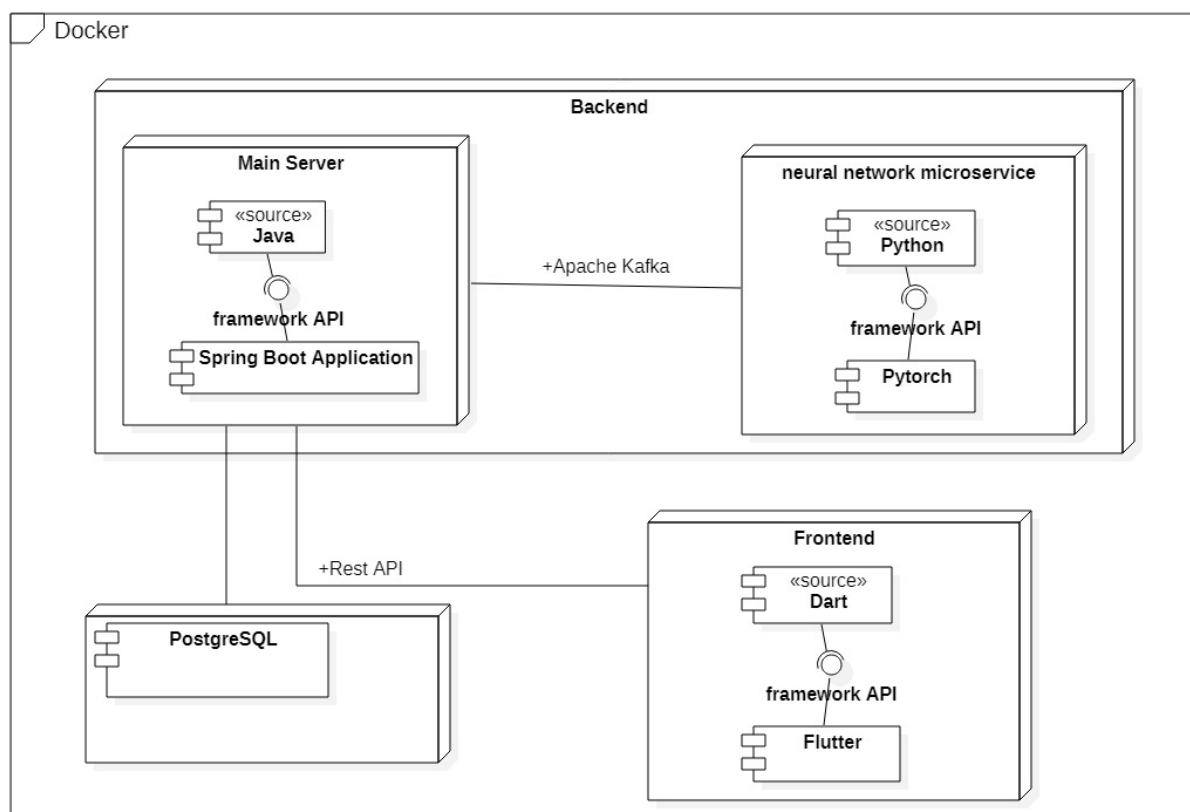 Docker
Backend
Main Server
«source»
Java
framework API
Spring Boot Application
+Apache Kafka
neural network microservice
«source»
Python
framework API
Pytorch
+Rest API
PostgreSQL
Frontend
«source»
Dart
framework API
Flutter